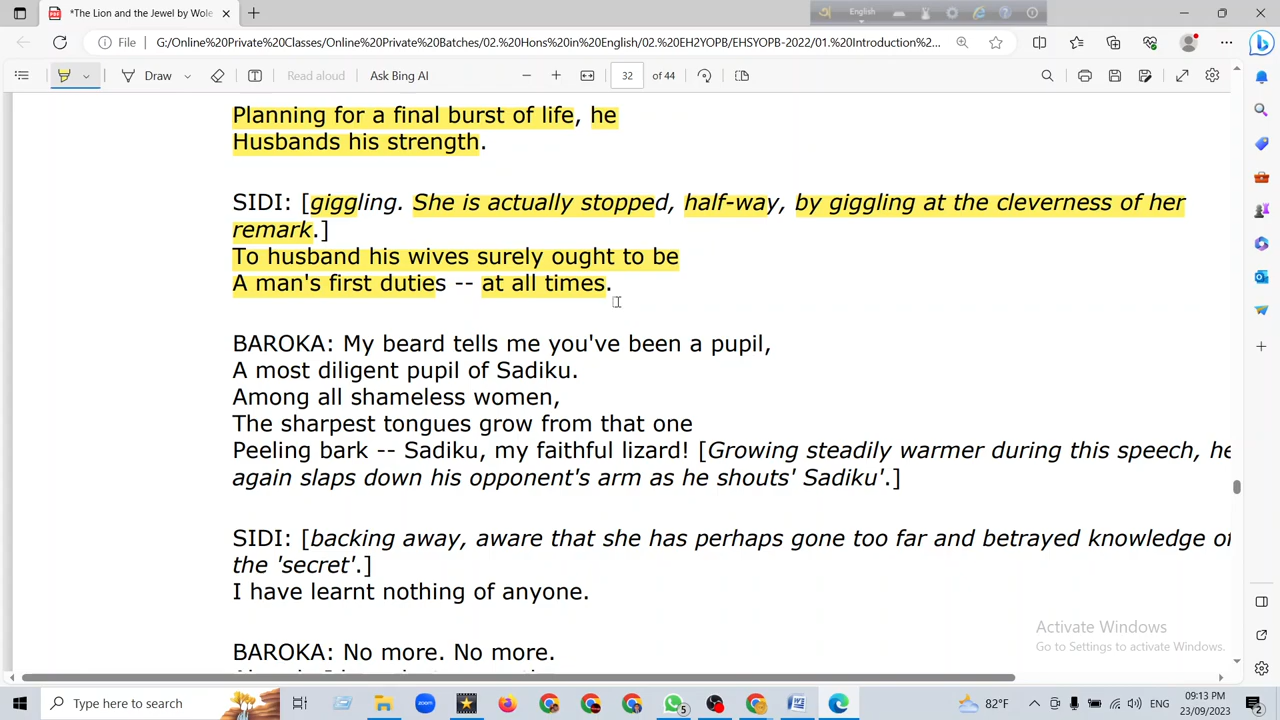 *The Lion and the Jewel by Wole
English
File
G:/Online%20Private%20Classes/Online%20Private%20Batches/02.%20Hons%20in%20English/02.%20EH2YOPB/EHSYOPB-2022/01.%20Introduction%...
Draw
Read aloud
Ask Bing AI
32 of 44
Planning for a final burst of life, he
Husbands his strength.
SIDI: [giggling. She is actually stopped, half-way, by giggling at the cleverness of her
remark.]
To husband his wives surely ought to be
A man's first duties -- at all times.
BAROKA: My beard tells me you've been a pupil,
A most diligent pupil of Sadiku.
Among all shameless women,
The sharpest tongues grow from that one
Peeling bark -- Sadiku, my faithful lizard! [Growing steadily warmer during this speech, he
again slaps down his opponent's arm as he shouts' Sadiku'.]
SIDI: [backing away, aware that she has perhaps gone too far and betrayed knowledge of
the 'secret'.]
I have learnt nothing of anyone.
BAROKA: No more. No more.
Activate Windows
Go to Settings to activate Windows.
Type here to search
zoom
5
82°F
ENG
09:13 PM
23/09/2023
2